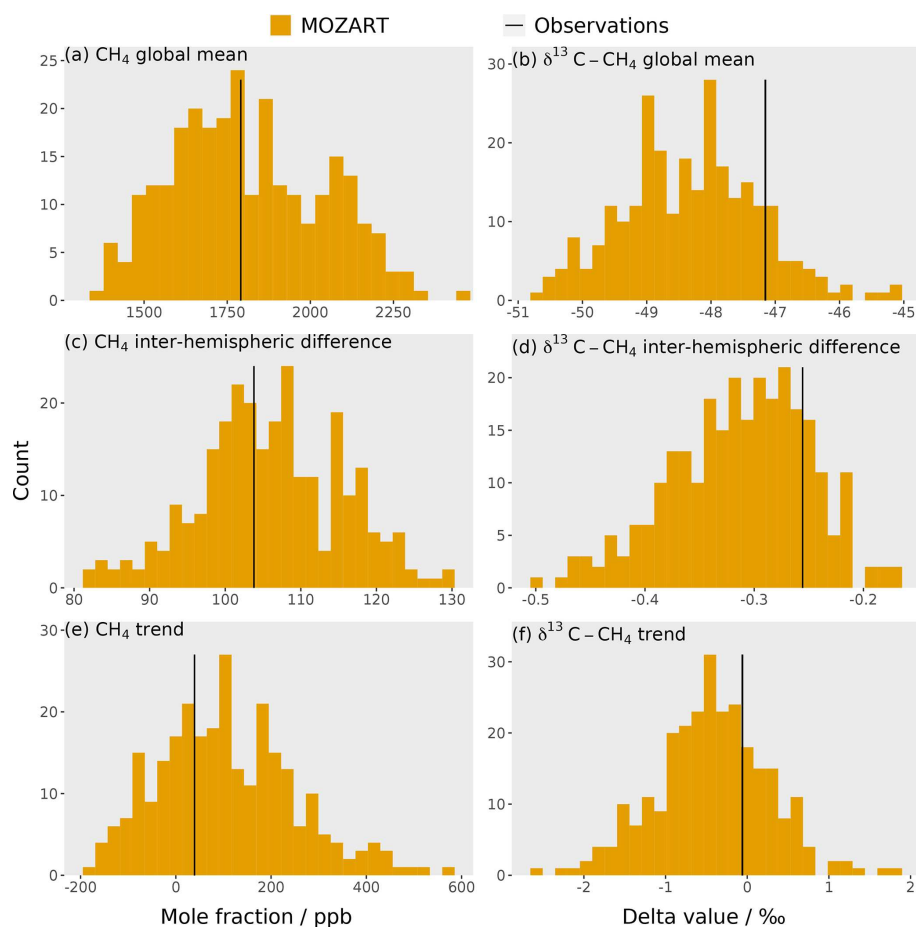 MOZART — Observations
(a) CH₄ global mean
(b) δ¹³ C – CH₄ global mean
25
20
15
10
5
0
1500 1750 2000 2250
30
20
10
0
-51 -50 -49 -48 -47 -46 -45
(c) CH₄ inter-hemispheric difference
(d) δ¹³ C – CH₄ inter-hemispheric difference
Count
20
10
0
80 90 100 110 120 130
20
15
10
5
0
-0.5 -0.4 -0.3 -0.2
(e) CH₄ trend
(f) δ¹³ C – CH₄ trend
30
20
10
0
-200 0 200 400 600
30
20
10
0
-2 -1 0 1 2
Mole fraction / ppb
Delta value / ‰